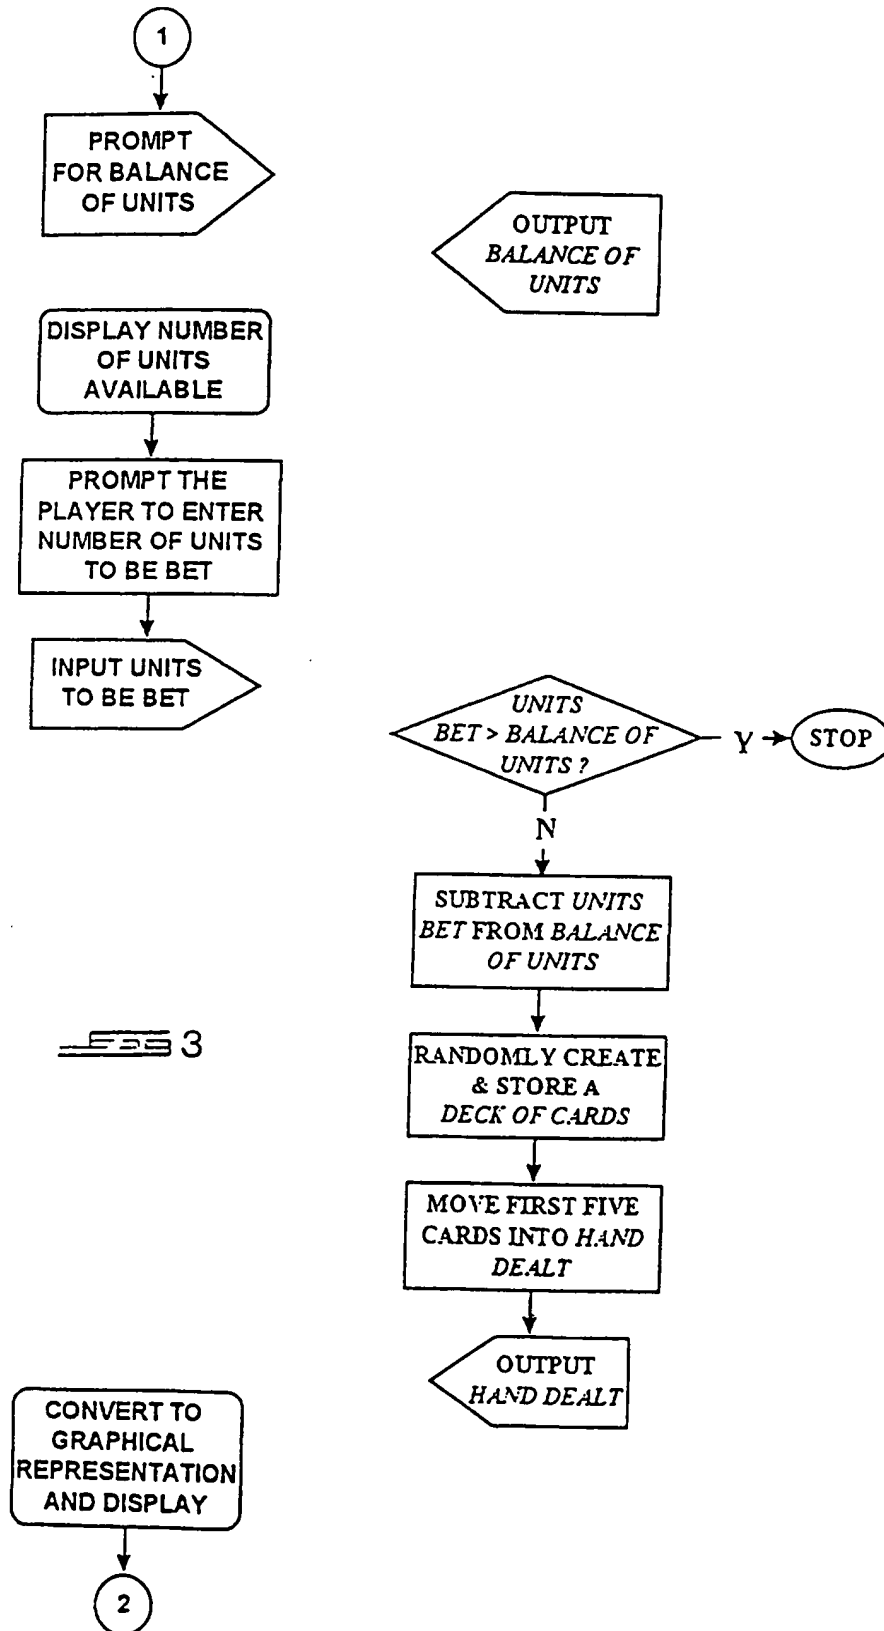 1
PROMPT
FOR BALANCE
OF UNITS
OUTPUT
BALANCE OF
UNITS
DISPLAY NUMBER
OF UNITS
AVAILABLE
PROMPT THE
PLAYER TO ENTER
NUMBER OF UNITS
TO BE BET
INPUT UNITS
TO BE BET
UNITS
BET > BALANCE OF
UNITS ?
Y
STOP
N
SUBTRACT UNITS
BET FROM BALANCE
OF UNITS
3
RANDOMLY CREATE
& STORE A
DECK OF CARDS
MOVE FIRST FIVE
CARDS INTO HAND
DEALT
OUTPUT
HAND DEALT
CONVERT TO
GRAPHICAL
REPRESENTATION
AND DISPLAY
2